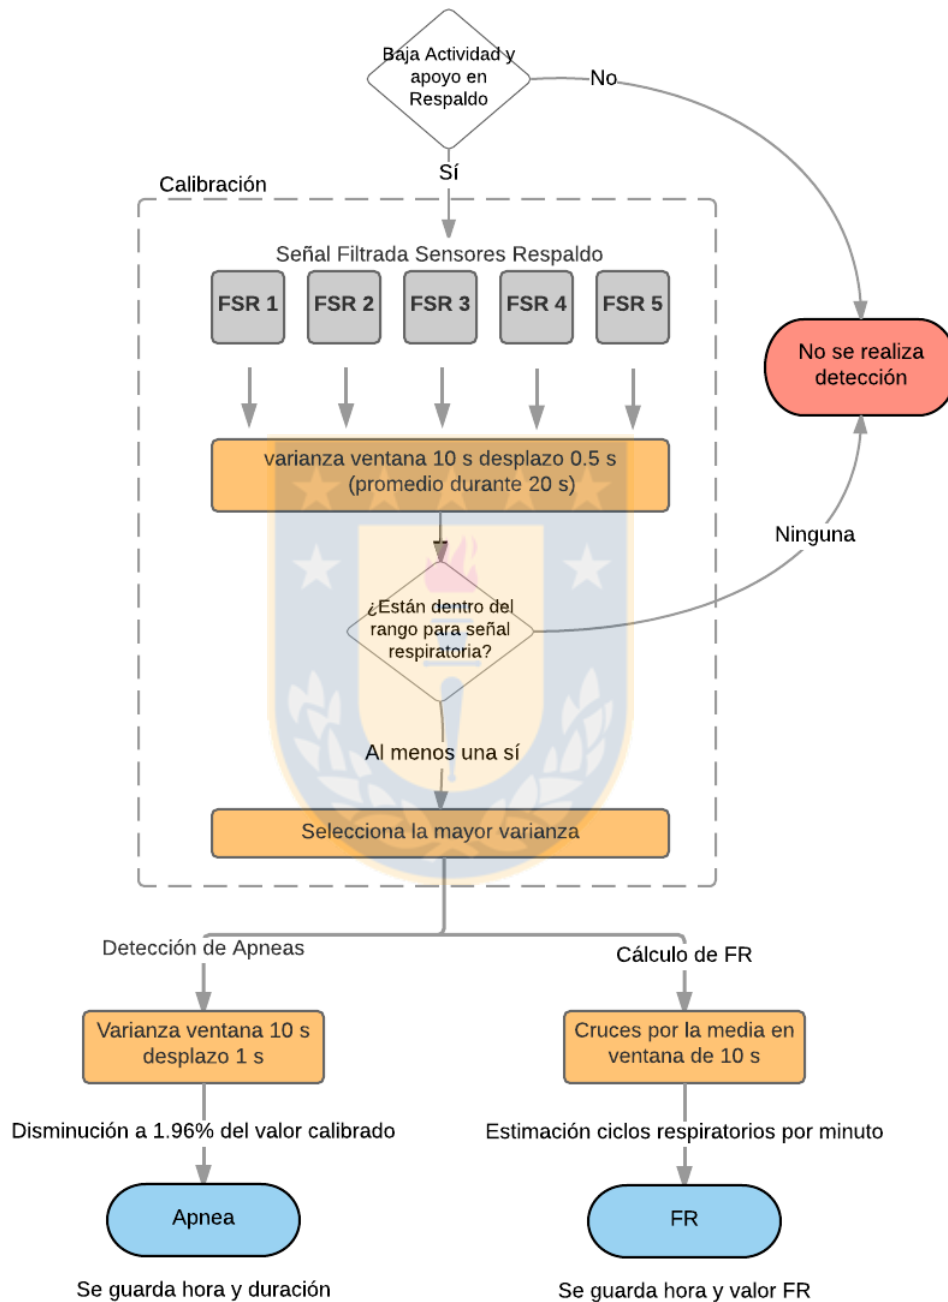 Baja Actividad y
apoyo en
Respaldo
No
Sí
Calibración
Señal Filtrada Sensores Respaldo
FSR 1
FSR 2
FSR 3
FSR 4
FSR 5
No se realiza
detección
varianza ventana 10 s desplazo 0.5 s
(promedio durante 20 s)
Ninguna
¿Están dentro del
rango para señal
respiratoria?
Al menos una sí
Selecciona la mayor varianza
Detección de Apneas
Cálculo de FR
Varianza ventana 10 s
desplazo 1 s
Cruces por la media en
ventana de 10 s
Disminución a 1.96% del valor calibrado
Estimación ciclos respiratorios por minuto
Apnea
FR
Se guarda hora y duración
Se guarda hora y valor FR